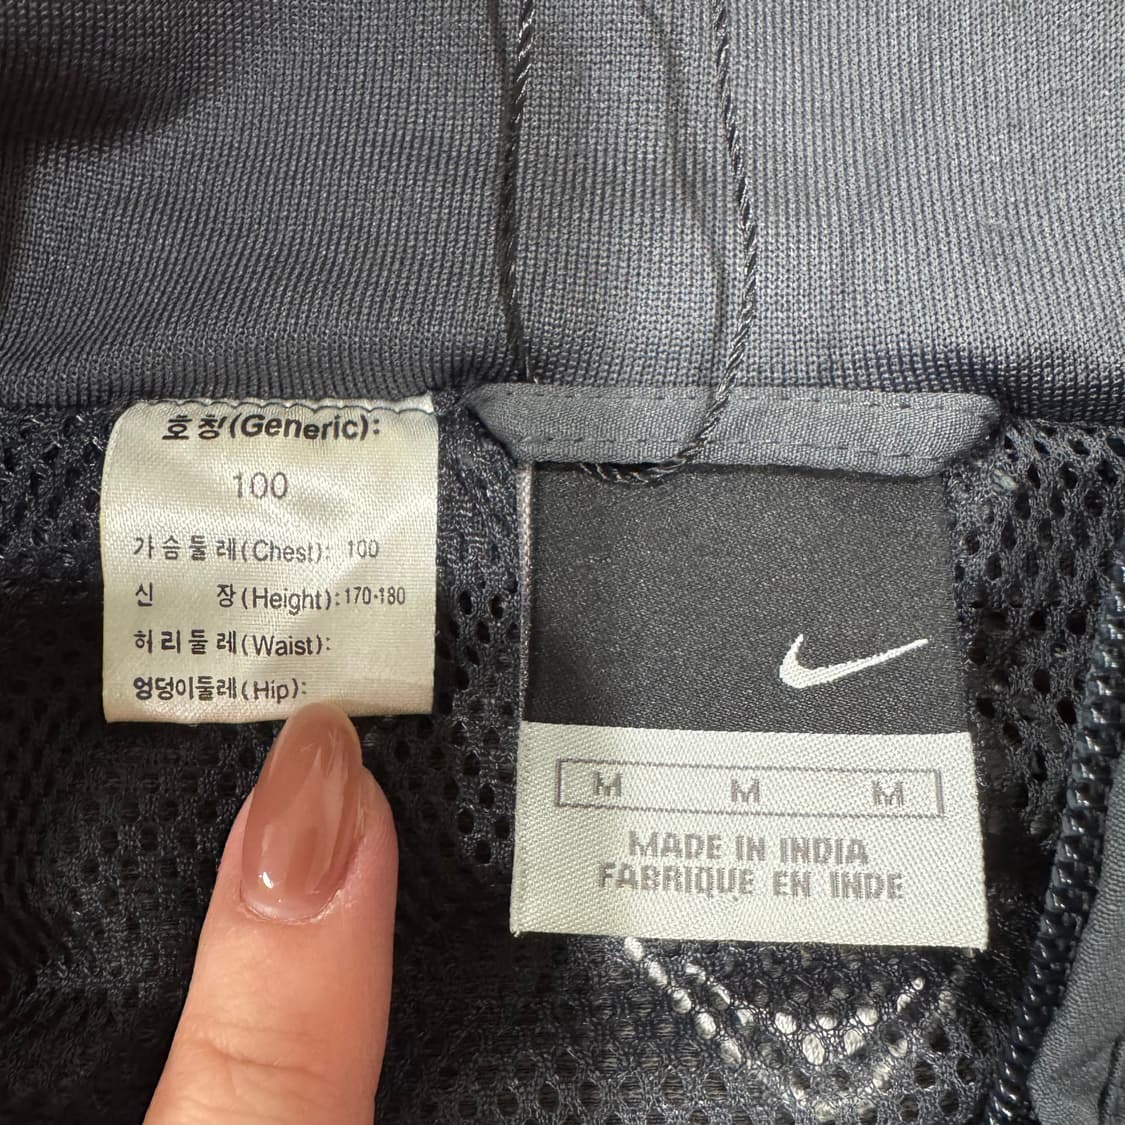 호칭(Generic):
100
가슴둘레(Chest): 100
신 장(Height):170-180
허리둘레(Waist):
엉덩이둘레(Hip):
M M M
MADE IN INDIA
FABRIQUE EN INDE